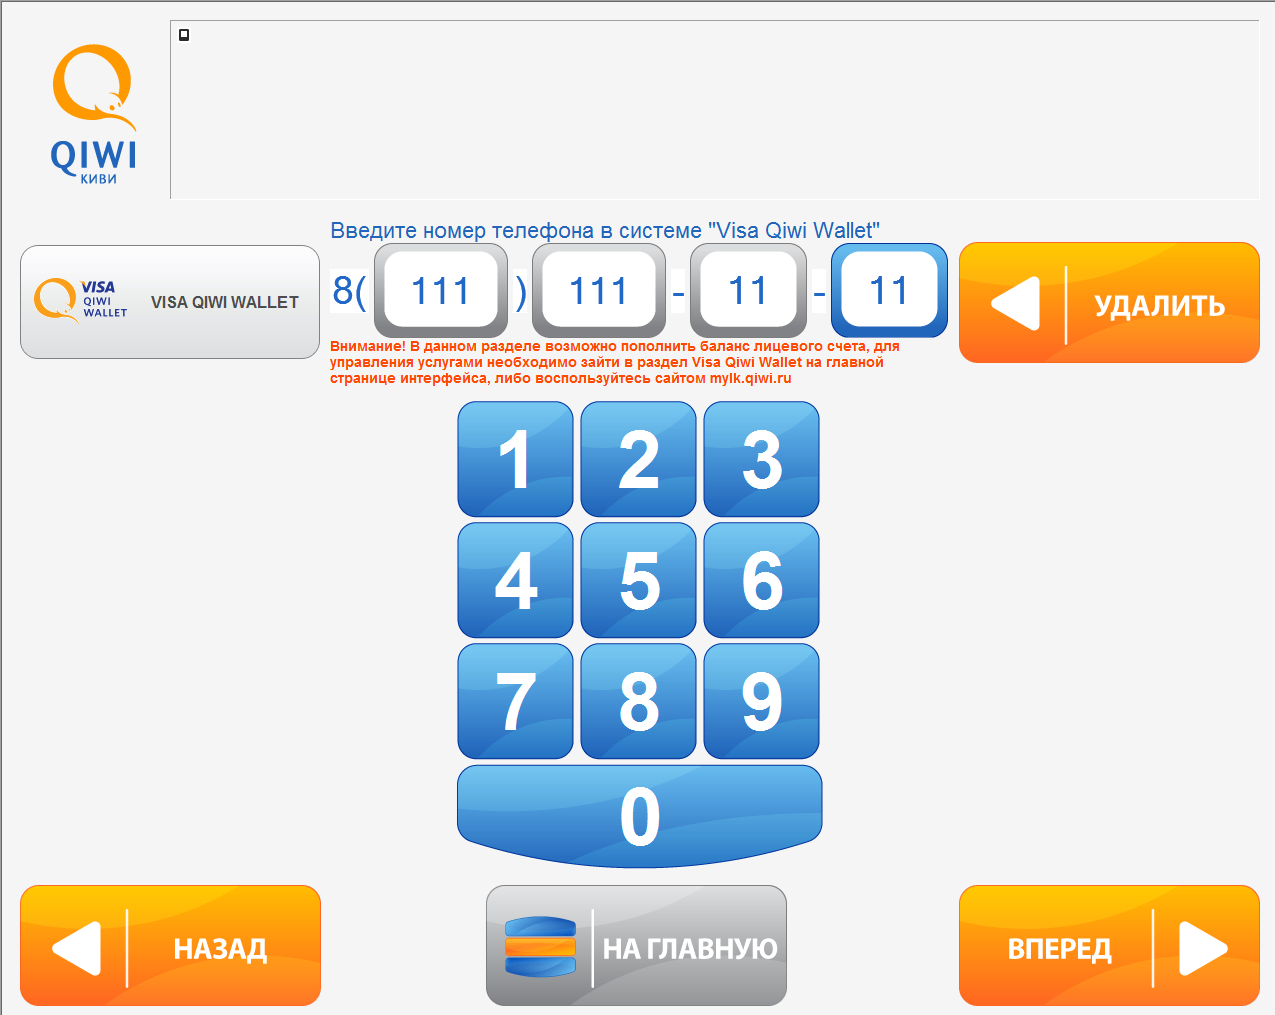 QIWI
КИВИ
Введите номер телефона в системе "Visa Qiwi Wallet"
VISA
QIWI
WALLET
VISA QIWI WALLET
8( 111 ) 111 - 11 - 11
УДАЛИТЬ
Внимание! В данном разделе возможно пополнить баланс лицевого счета, для
управления услугами необходимо зайти в раздел Visa Qiwi Wallet на главной
странице интерфейса, либо воспользуйтесь сайтом mylk.qiwi.ru
1 2 3
4 5 6
7 8 9
0
НАЗАД
НА ГЛАВНУЮ
ВПЕРЕД